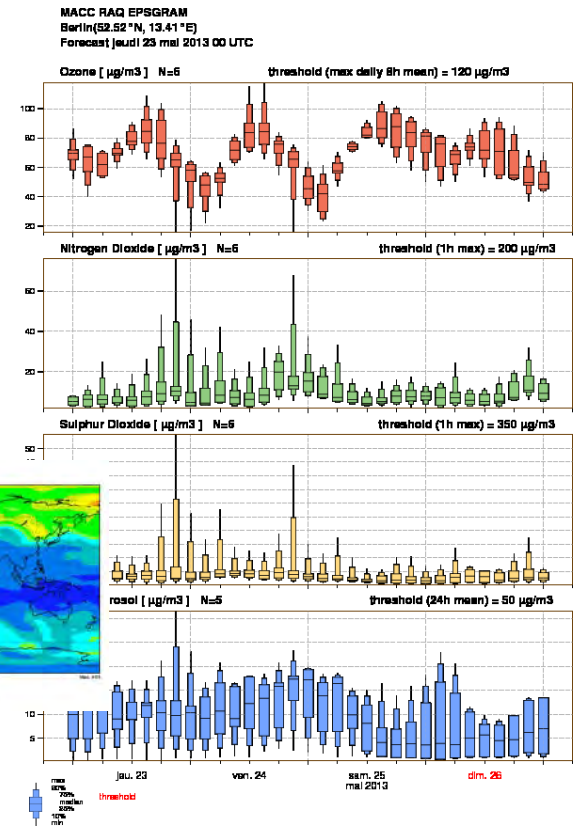 MACC RAQ EPSGRAM
Berlin(52.52°N, 13.41°E)
Forecast jeudi 23 mai 2013 00 UTC
Ozone [ µg/m3 ] N=6 threshold (max daily 8h mean) = 120 µg/m3
100
80
60
40
20
Nitrogen Dioxide [ µg/m3 ] N=6 threshold (1h max) = 200 µg/m3
60
40
20
Sulphur Dioxide [ µg/m3 ] N=6 threshold (1h max) = 350 µg/m3
50
rosol [ µg/m3 ] N=5 threshold (24h mean) = 50 µg/m3
10
5
jeu. 23 ven. 24 sam. 25 dim. 26
mai 2013
max
90%
75%
median
25%
10%
min
threshold